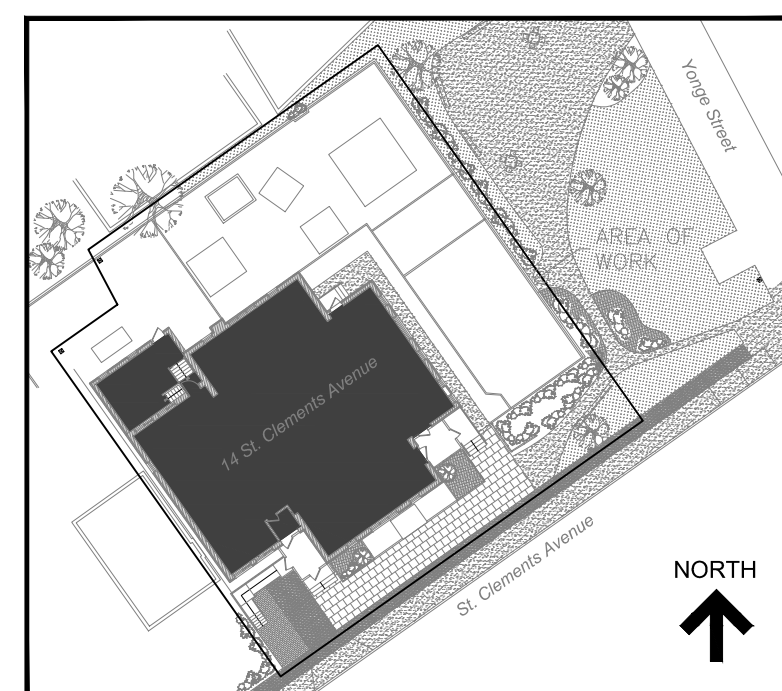 Yonge Street
AREA OF
WORK
14 St. Clements Avenue
St. Clements Avenue
NORTH